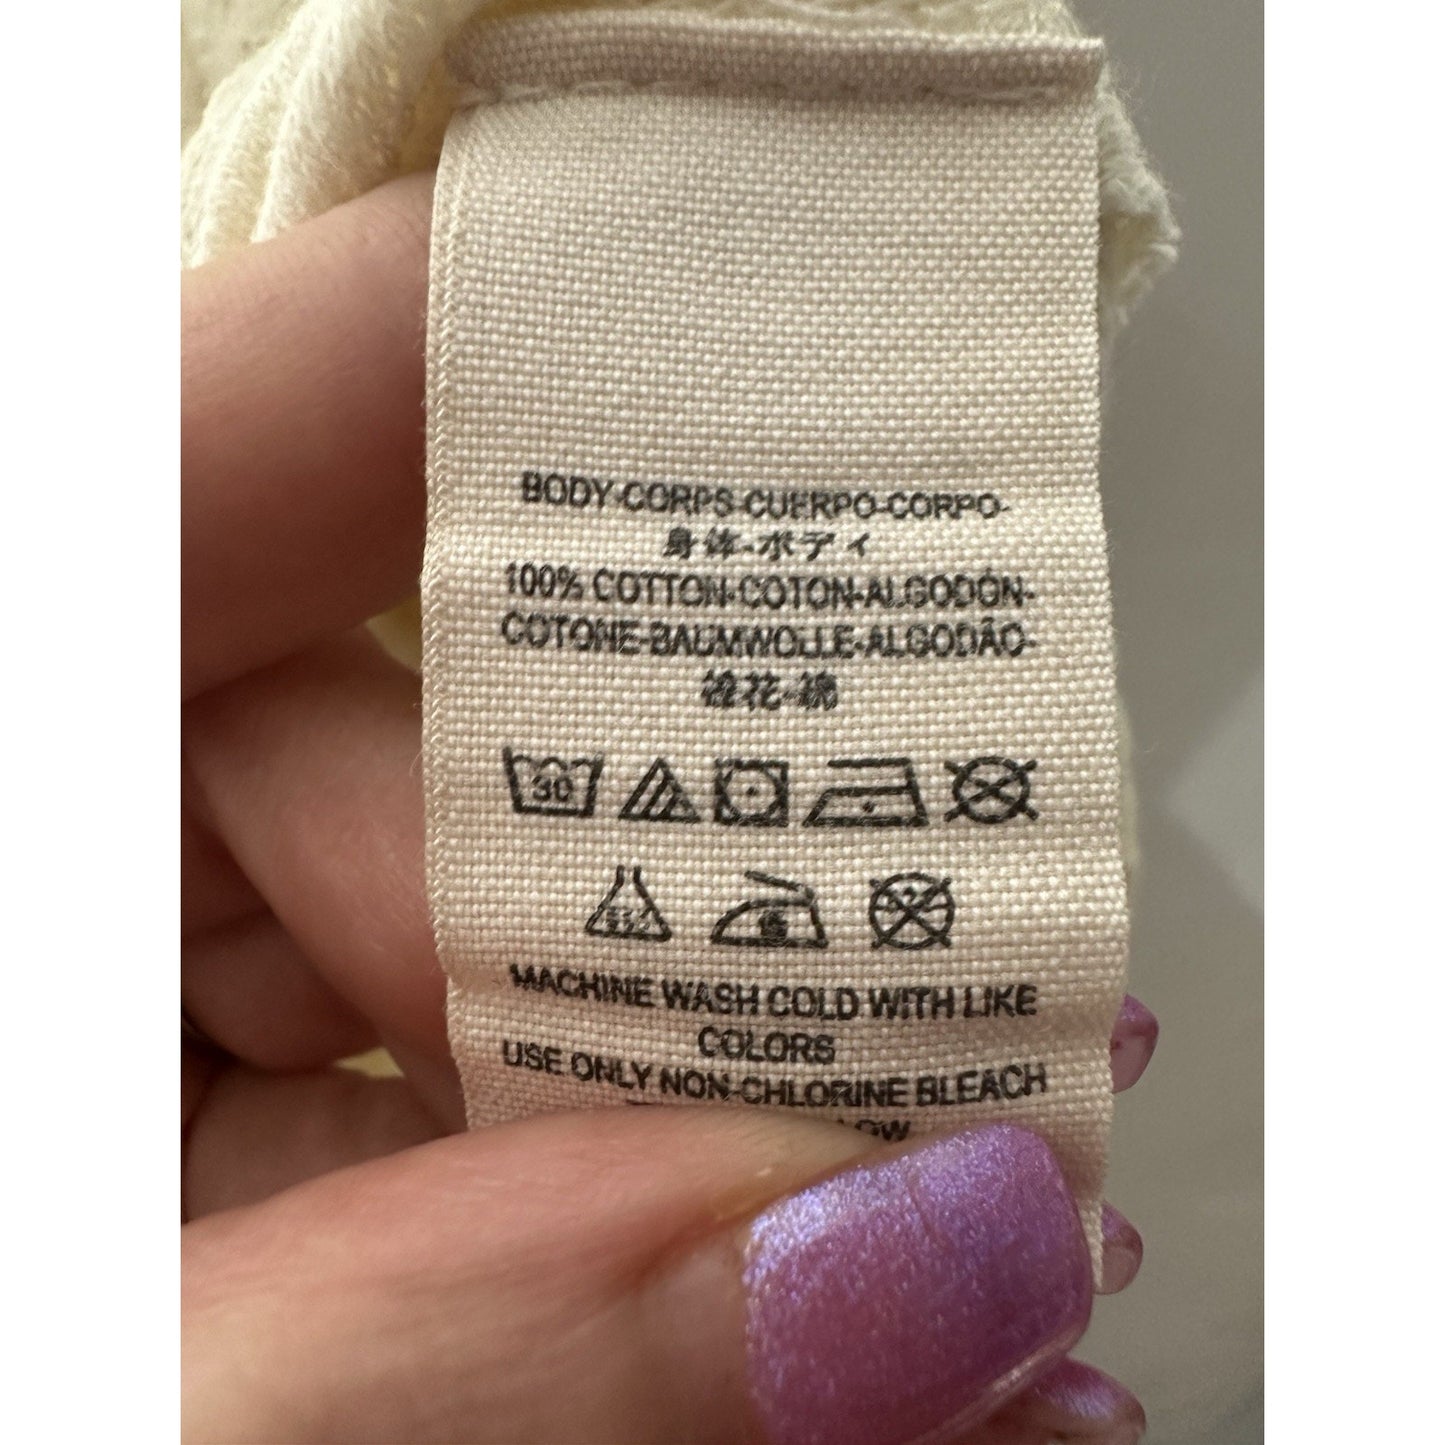 BODY-CORPS-CUERPO-CORPO-
身体-ボディ
100% COTTON-COTON-ALGODÓN-
COTONE-BAUMWOLLE-ALGODÃO-
棉花-綿
30
MACHINE WASH COLD WITH LIKE
COLORS
USE ONLY NON-CHLORINE BLEACH
LOW